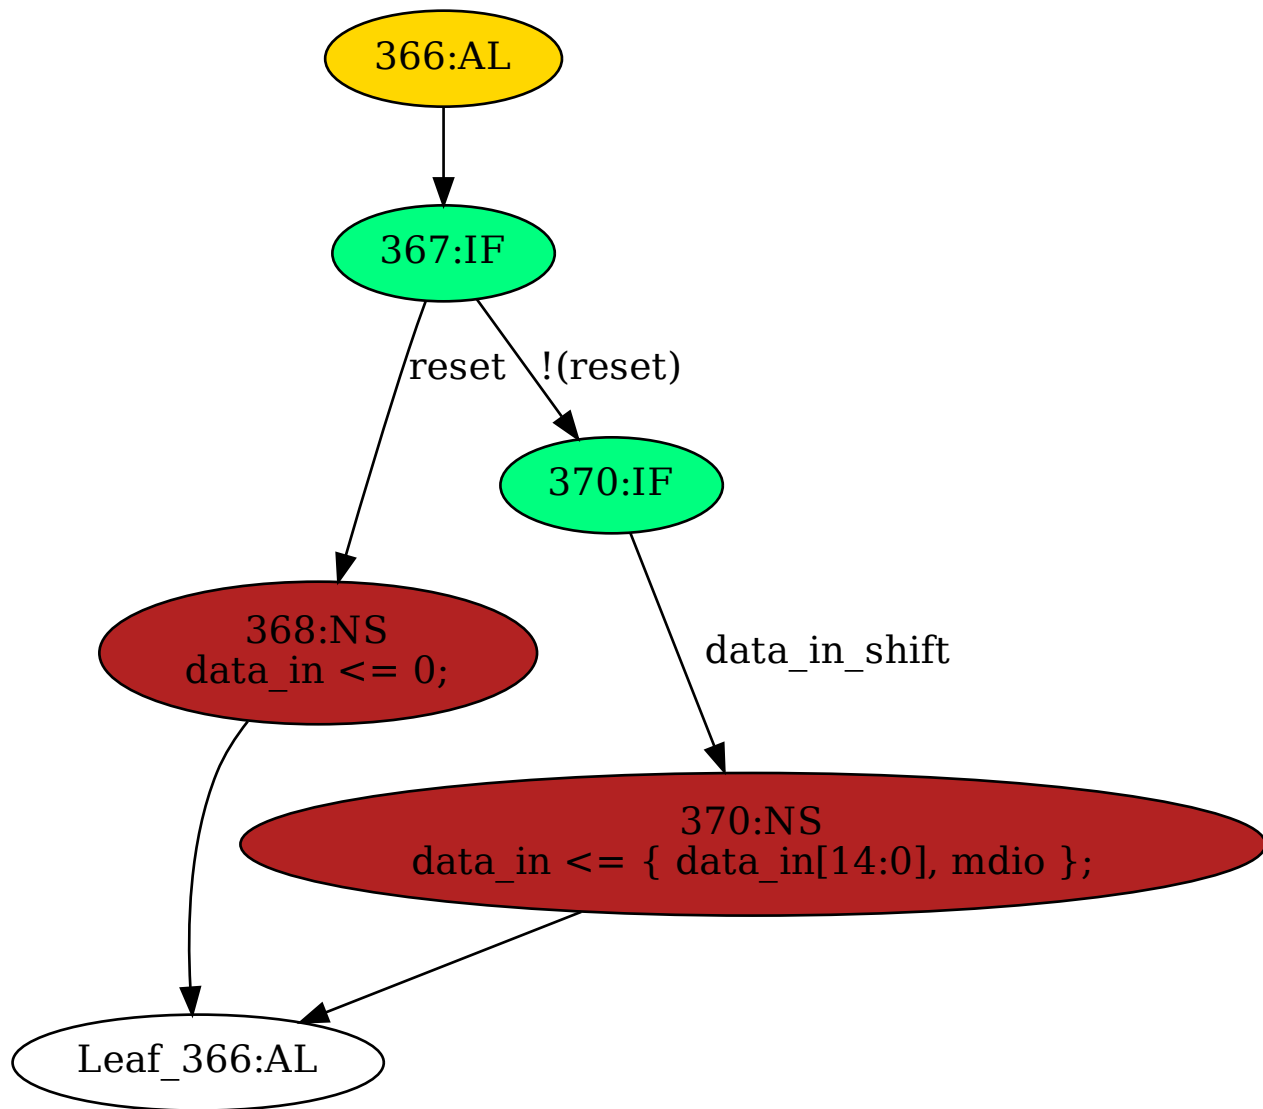 366:AL
367:IF
reset
!(reset)
370:IF
368:NS
data_in <= 0;
data_in_shift
370:NS
data_in <= { data_in[14:0], mdio };
Leaf_366:AL